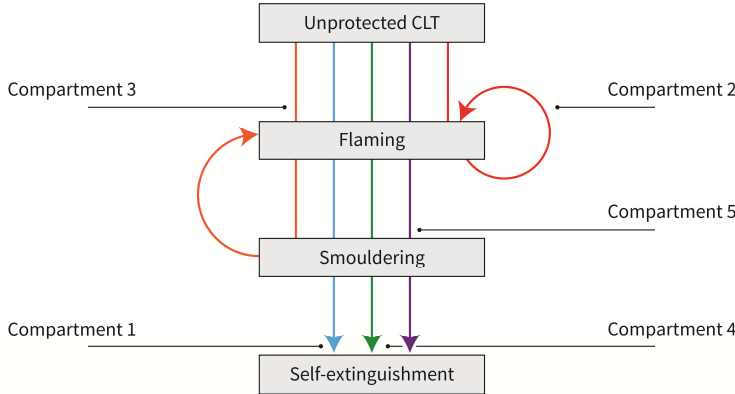 Unprotected CLT
Compartment 3
Compartment 2
Flaming
Compartment 5
Smouldering
Compartment 1
Compartment 4
Self-extinguishment